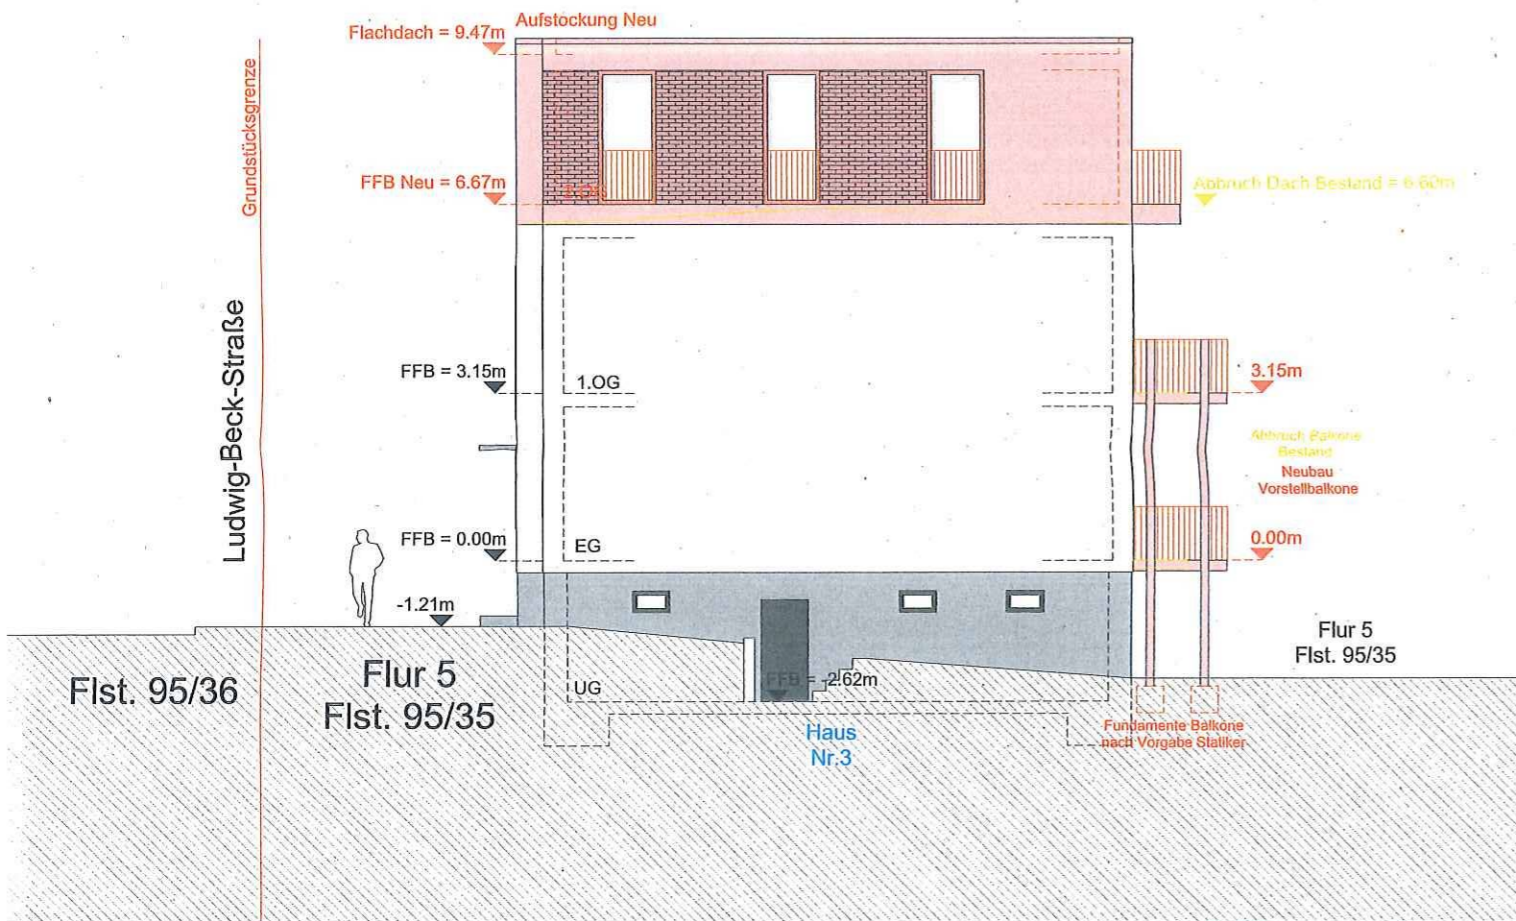 Aufstockung Neu
Flachdach = 9.47m
Grundstücksgrenze
FFB Neu = 6.67m
2.OG
Abbruch Dach Bestand = 6.60m
Ludwig-Beck-Straße
FFB = 3.15m
1.OG
3.15m
Abbruch Balkone
Bestand
Neubau
Vorstellbalkone
FFB = 0.00m
EG
0.00m
-1.21m
Flur 5
Flst. 95/35
Flst. 95/36
Flur 5
Flst. 95/35
UG
FFB = -2.62m
Haus
Nr.3
Fundamente Balkone
nach Vorgabe Statiker